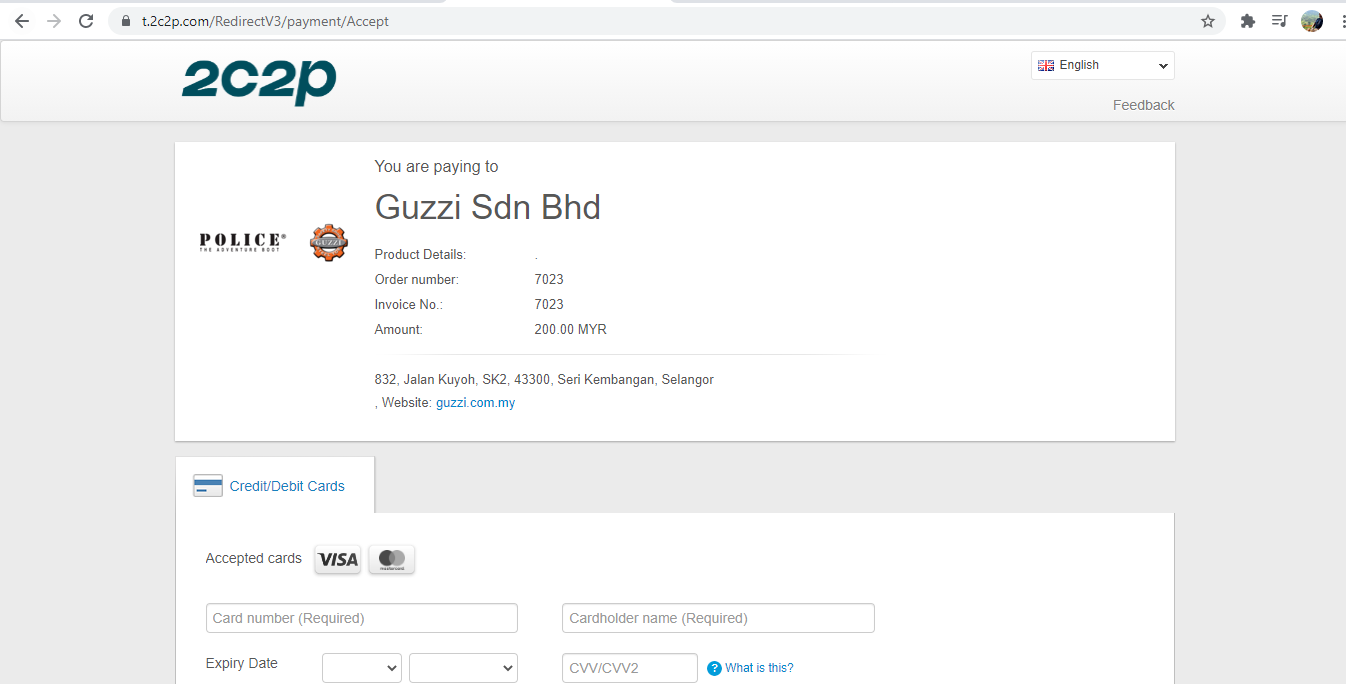 t.2c2p.com/RedirectV3/payment/Accept
2c2p
English
Feedback
You are paying to
Guzzi Sdn Bhd
POLICE®
THE ADVENTURE BOOT
GUZZI
Product Details: .
Order number: 7023
Invoice No.: 7023
Amount: 200.00 MYR
832, Jalan Kuyoh, SK2, 43300, Seri Kembangan, Selangor
, Website: guzzi.com.my
Credit/Debit Cards
Accepted cards VISA mastercard
Card number (Required) Cardholder name (Required)
Expiry Date CVV/CVV2 ? What is this?